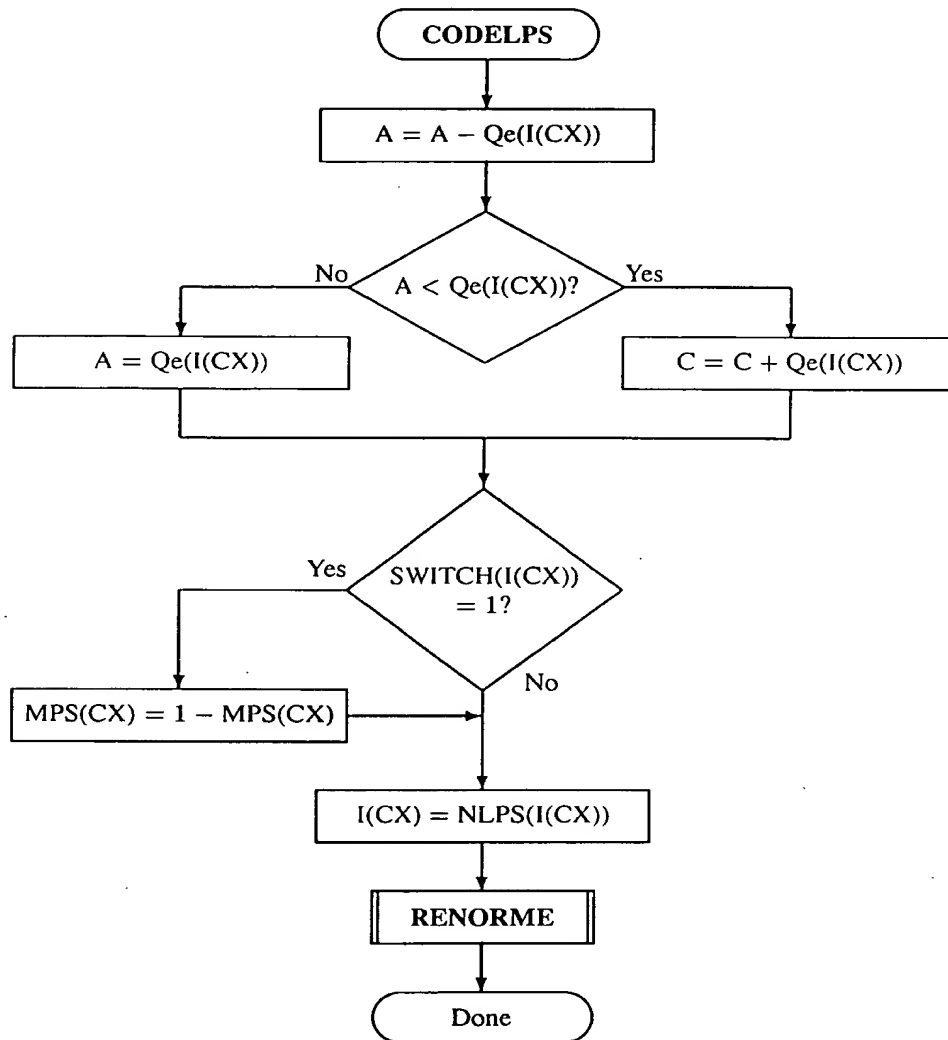 CODELPS
A = A − Qe(I(CX))
A < Qe(I(CX))?
No
Yes
A = Qe(I(CX))
C = C + Qe(I(CX))
SWITCH(I(CX))
= 1?
Yes
No
MPS(CX) = 1 − MPS(CX)
I(CX) = NLPS(I(CX))
RENORME
Done